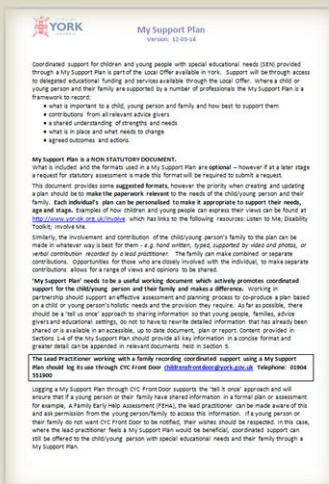 YORK
My Support Plan
Version: 12-03-14
Coordinated support for children and young people with special educational needs (SEN) provided
through a My Support Plan is part of the Local Offer available in York. Support will be through access
to delegated educational funding and services available through the Local Offer. Where a child or
young person and their family are supported by a number of professionals the My Support Plan is a
framework to record:
• what is important to a child, young person and family and how best to support them
• contributions from all relevant advice givers
• a shared understanding of strengths and needs
• what is in place and what needs to change
• agreed outcomes and actions.
My Support Plan is a NON STATUTORY DOCUMENT.
What is included and the formats used in a My Support Plan are optional – however if at a later stage
a request for statutory assessment is made this format will be required to submit a request.
This document provides some suggested formats, however the priority when creating and updating
a plan should be to make the paperwork relevant to the needs of the child/young person and their
family. Each individual's plan can be personalised to make it appropriate to support their needs,
age and stage. Examples of how children and young people can express their views can be found at
http://www.yor-ok.org.uk/involve which has links to the following resources: Listen to Me; Disability
Toolkit; Involve Me.
Similarly, the involvement and contribution of the child/young person's family to the plan can be
made in whatever way is best for them - e.g. hand written, typed, supported by video and photos, or
verbal contribution recorded by a lead practitioner. The family can make combined or separate
contributions. Opportunities for those who are closely involved with the individual, to make separate
contributions allows for a range of views and opinions to be shared.
'My Support Plan' needs to be a useful working document which actively promotes coordinated
support for the child/young person and their family and makes a difference. Working in
partnership should support an effective assessment and planning process to co-produce a plan based
on a child or young person's holistic needs and the provision they require. As far as possible, there
should be a 'tell us once' approach to sharing information so that young people, families, advice
givers and educational settings, do not to have to rewrite detailed information that has already been
shared or is available in an accessible, up to date document, plan or report. Content provided in
Sections 1-4 of the My Support Plan should provide all key information in a concise format and
greater detail can be appended in relevant documents held in Section 5.
The Lead Practitioner working with a family recording coordinated support using a My Support
Plan should log its use through CYC Front Door childrensfrontdoor@york.gov.uk Telephone: 01904
551900
Logging a My Support Plan through CYC Front Door supports the 'tell it once' approach and will
ensure that if a young person or their family have shared information in a formal plan or assessment
for example, A Family Early Help Assessment (FEHA), the lead practitioner can be made aware of this
and ask permission from the young person/family to access this information. If a young person or
their family do not want CYC Front Door to be notified, their wishes should be respected. In this case,
where the lead practitioner feels a My Support Plan would be beneficial, coordinated support can
still be offered to the child/young person with special educational needs and their family through a
My Support Plan.